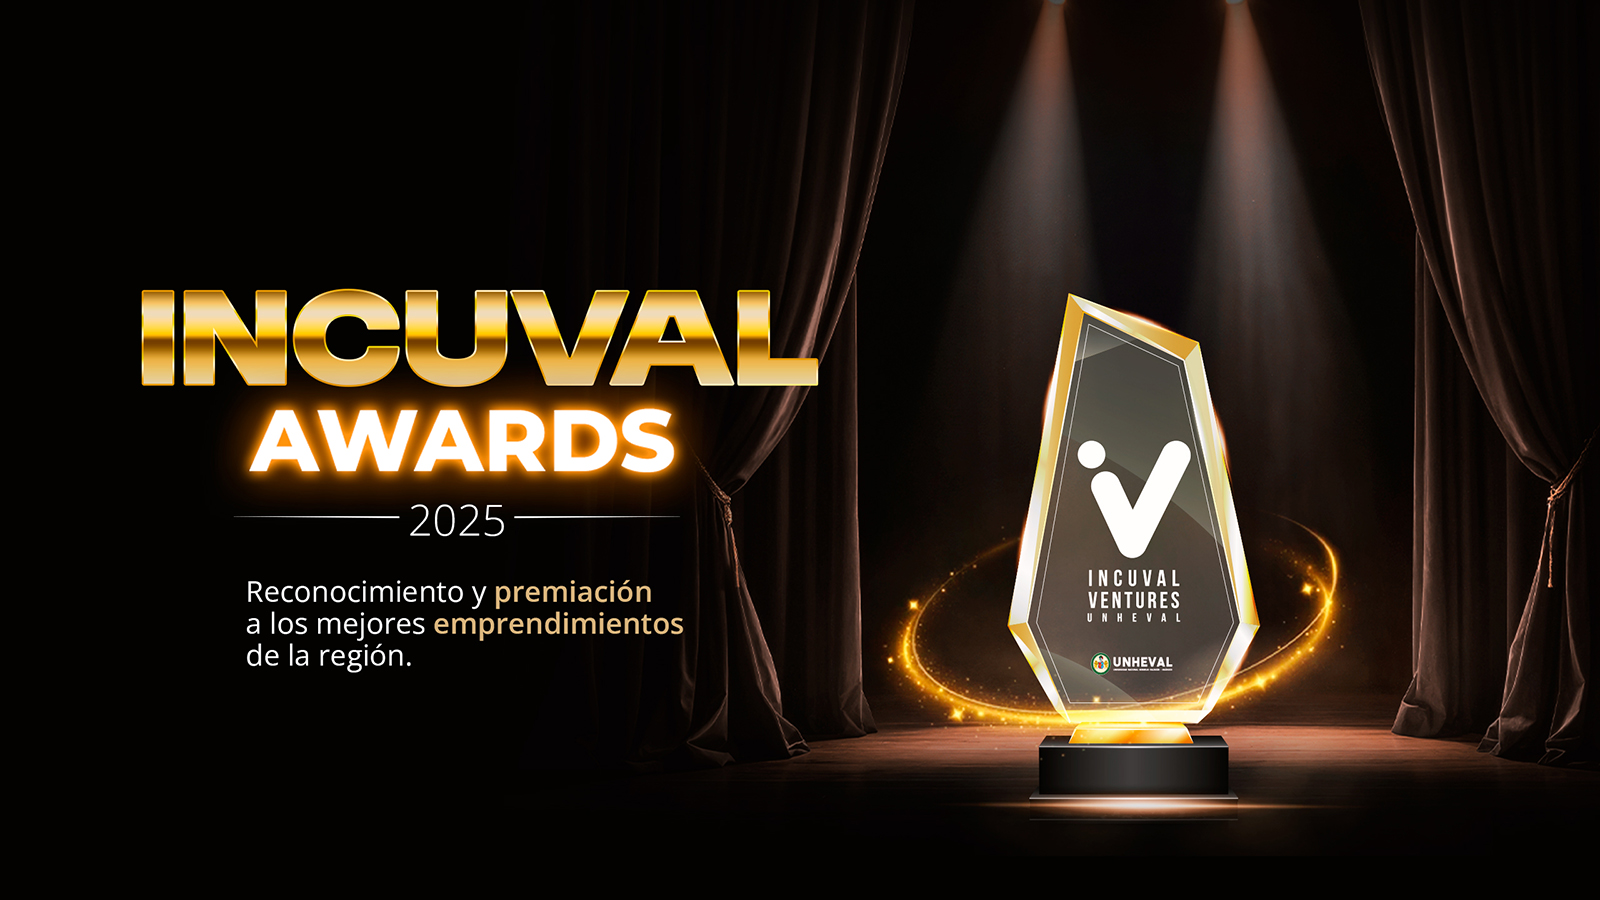 INCUVAL
AWARDS
2025
Reconocimiento y premiación
a los mejores emprendimientos
de la región.
INCUVAL
VENTURES
UNHEVAL
UNHEVAL